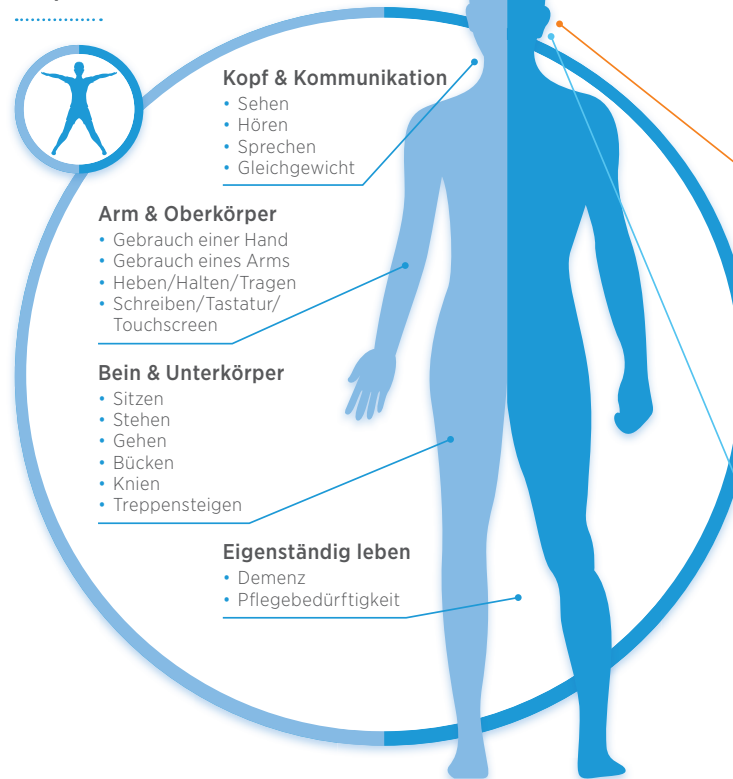 Kopf & Kommunikation
• Sehen
• Hören
• Sprechen
• Gleichgewicht
Arm & Oberkörper
• Gebrauch einer Hand
• Gebrauch eines Arms
• Heben/Halten/Tragen
• Schreiben/Tastatur/
Touchscreen
Bein & Unterkörper
• Sitzen
• Stehen
• Gehen
• Bücken
• Knien
• Treppensteigen
Eigenständig leben
• Demenz
• Pflegebedürftigkeit